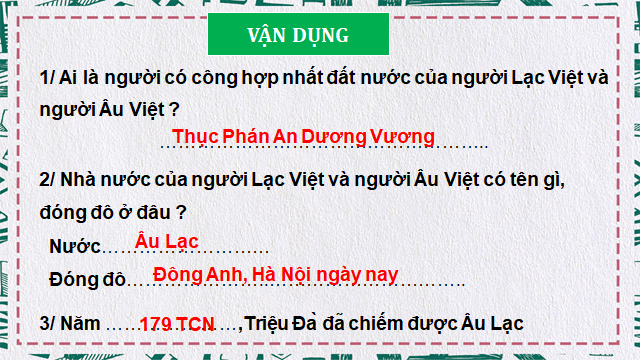 VẬN DỤNG
1/ Ai là người có công hợp nhất đất nước của người Lạc Việt và
người Âu Việt ?
Thục Phán An Dương Vương
……………………………………………..
2/ Nhà nước của người Lạc Việt và người Âu Việt có tên gì,
đóng đô ở đâu ?
Nước……Âu Lạc………………
Đóng đô…Đông Anh, Hà Nội ngày nay………..
3/ Năm ……179 TCN……,Triệu Đà đã chiếm được Âu Lạc